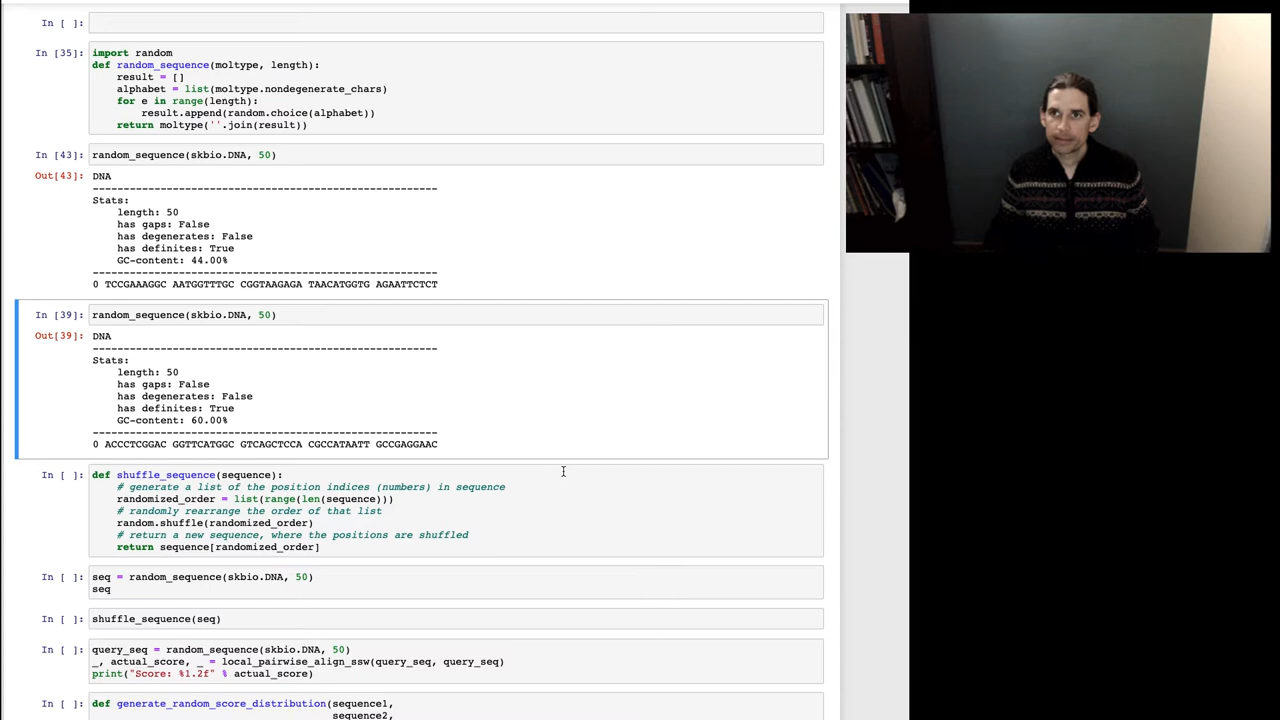 In [ ]:
In [35]: import random
def random_sequence(moltype, length):
    result = []
    alphabet = list(moltype.nondegenerate_chars)
    for e in range(length):
        result.append(random.choice(alphabet))
    return moltype(''.join(result))
In [43]: random_sequence(skbio.DNA, 50)
Out[43]: DNA
--------------------------------------------------------
Stats:
    length: 50
    has gaps: False
    has degenerates: False
    has definites: True
    GC-content: 44.00%
--------------------------------------------------------
0 TCCGAAAGGC AATGGTTTGC CGGTAAGAGA TAACATGGTG AGAATTCTCT
In [39]: random_sequence(skbio.DNA, 50)
Out[39]: DNA
--------------------------------------------------------
Stats:
    length: 50
    has gaps: False
    has degenerates: False
    has definites: True
    GC-content: 60.00%
--------------------------------------------------------
0 ACCCTCGGAC GGTTCATGGC GTCAGCTCCA CGCCATAATT GCCGAGGAAC
In [ ]: def shuffle_sequence(sequence):
    # generate a list of the position indices (numbers) in sequence
    randomized_order = list(range(len(sequence)))
    # randomly rearrange the order of that list
    random.shuffle(randomized_order)
    # return a new sequence, where the positions are shuffled
    return sequence[randomized_order]
In [ ]: seq = random_sequence(skbio.DNA, 50)
seq
In [ ]: shuffle_sequence(seq)
In [ ]: query_seq = random_sequence(skbio.DNA, 50)
_, actual_score, _ = local_pairwise_align_ssw(query_seq, query_seq)
print("Score: %1.2f" % actual_score)
In [ ]: def generate_random_score_distribution(sequence1,
                                       sequence2,